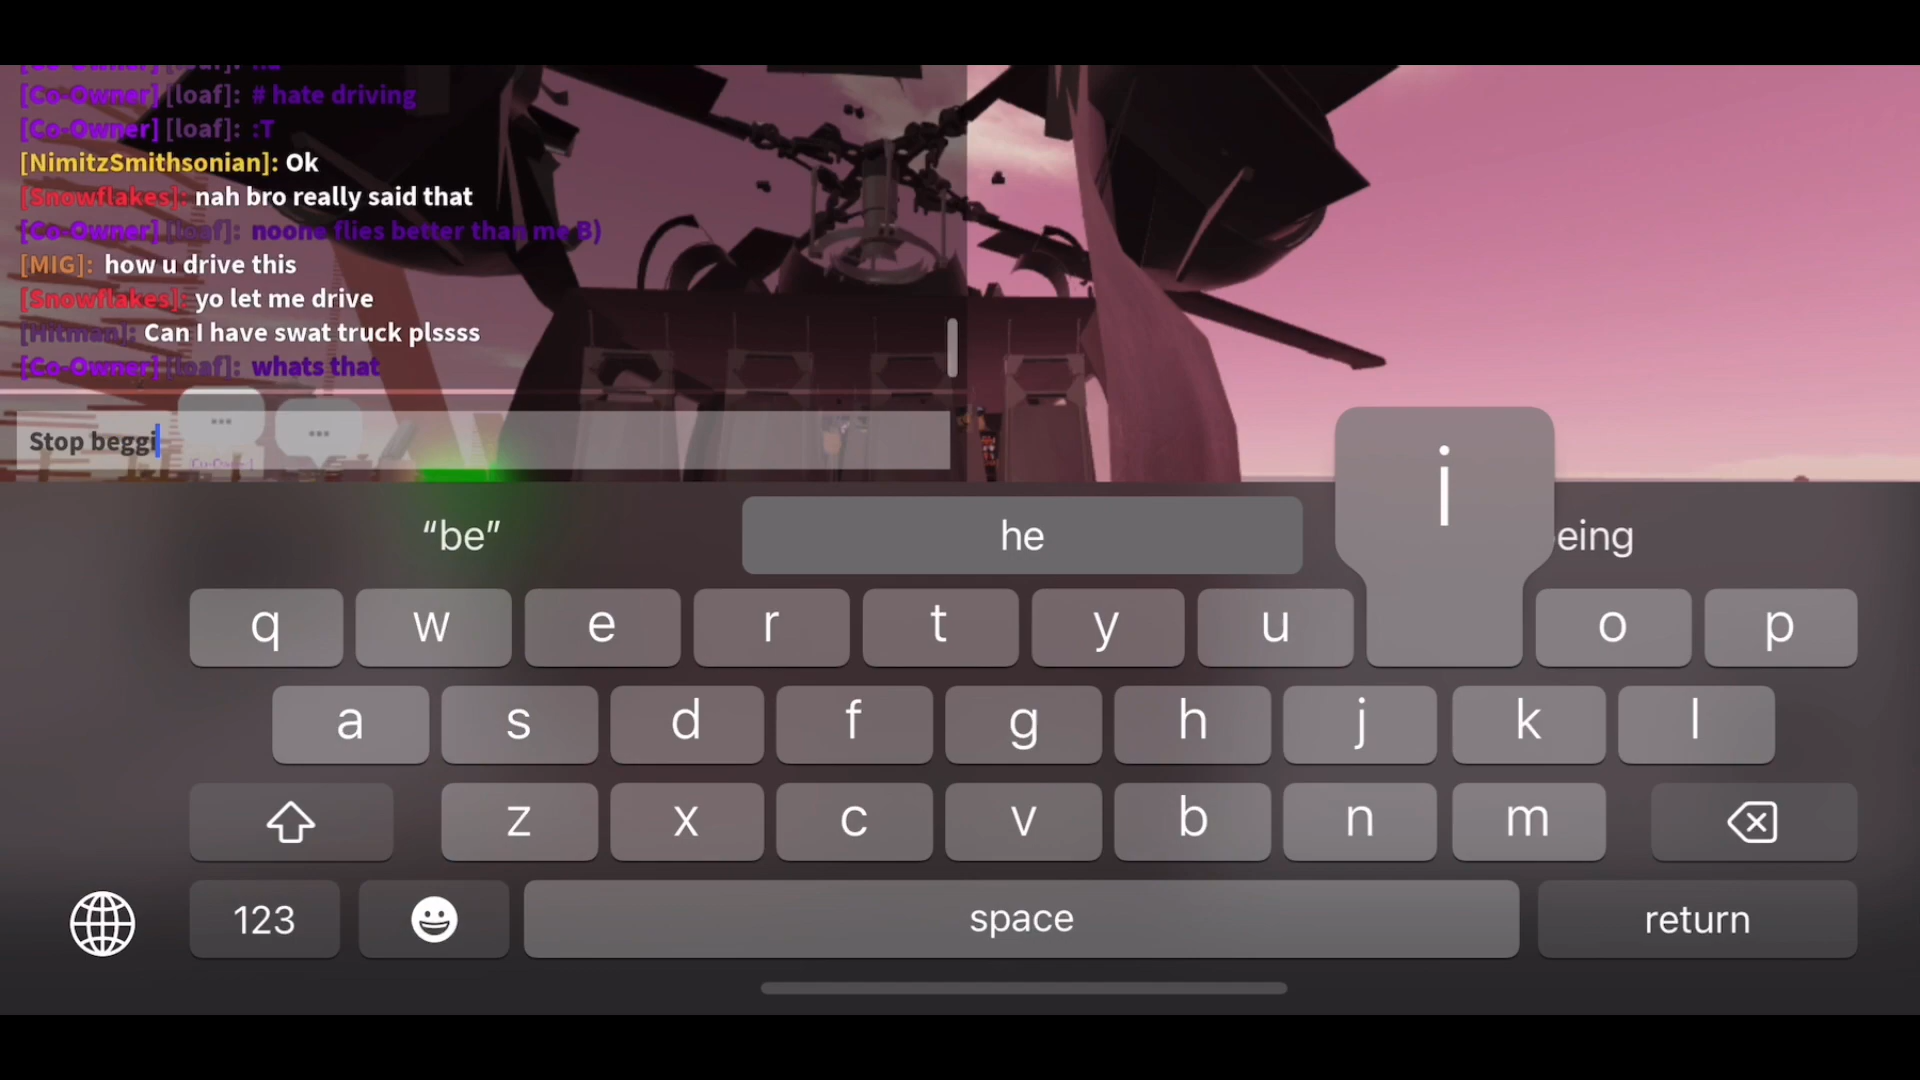 [Co-Owner] [loaf]: # hate driving
[Co-Owner] [loaf]: :T
[NimitzSmithsonian]: Ok
[Snowflakes]: nah bro really said that
[Co-Owner] [loaf]: noone flies better than me B)
[MIG]: how u drive this
[Snowflakes]: yo let me drive
[Hitman]: Can I have swat truck plssss
[Co-Owner] [loaf]: whats that
... ...
Stop beggi
“be” he eing
i
q w e r t y u o p
a s d f g h j k l
z x c v b n m
123 space return